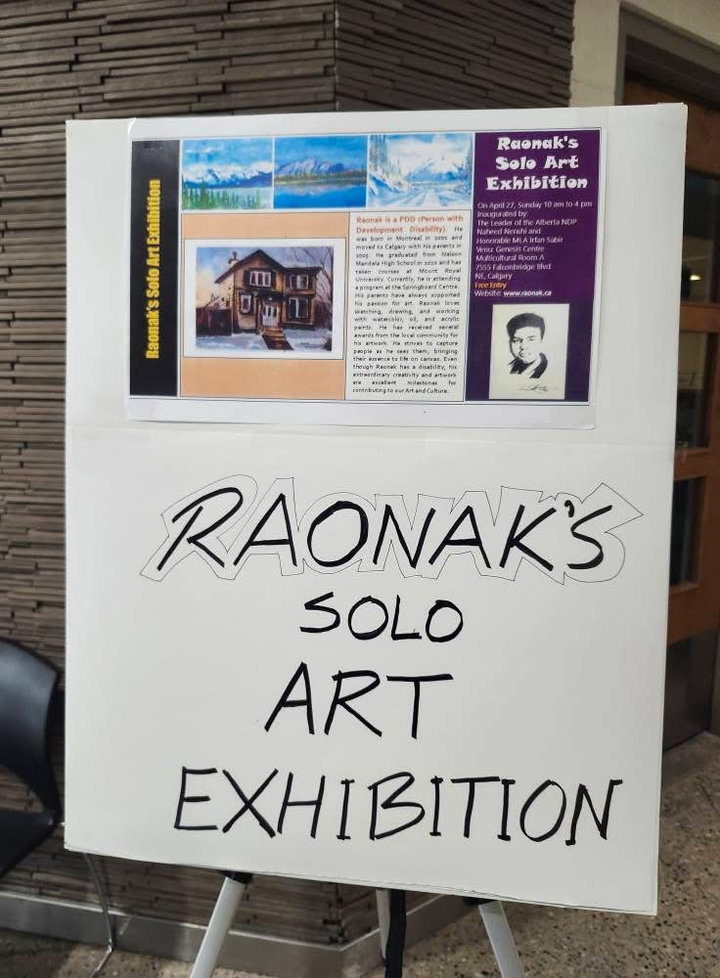 Raonak's Solo Art Exhibition
Raonak is a PDD (Person with
Development Disability). He
was born in Montreal in 2001 and
moved to Calgary with his parents in
2005. He graduated from Nelson
Mandela High School in 2020 and has
taken courses at Mount Royal
University. Currently, he is attending
a program at the Springboard Centre.
His parents have always supported
his passion for art. Raonak loves
sketching, drawing, and working
with watercolor, oil, and acrylic
paints. He has received several
awards from the local community for
his artwork. He strives to capture
people as he sees them, bringing
their essence to life on canvas. Even
though Raonak has a disability, his
extraordinary creativity and artwork
are excellent milestones for
contributing to our Art and Culture.
Raonak's
Solo Art
Exhibition
On April 27, Sunday 10 am to 4 pm
Inaugurated by:
The Leader of the Alberta NDP
Naheed Nenshi and
Honorable MLA Irfan Sabir
Venu: Genesis Centre
Multicultural Room A
7555 Falconbridge Blvd
NE, Calgary
Free Entry
Website: www.raonak.ca
RAONAK'S
SOLO
ART
EXHIBITION